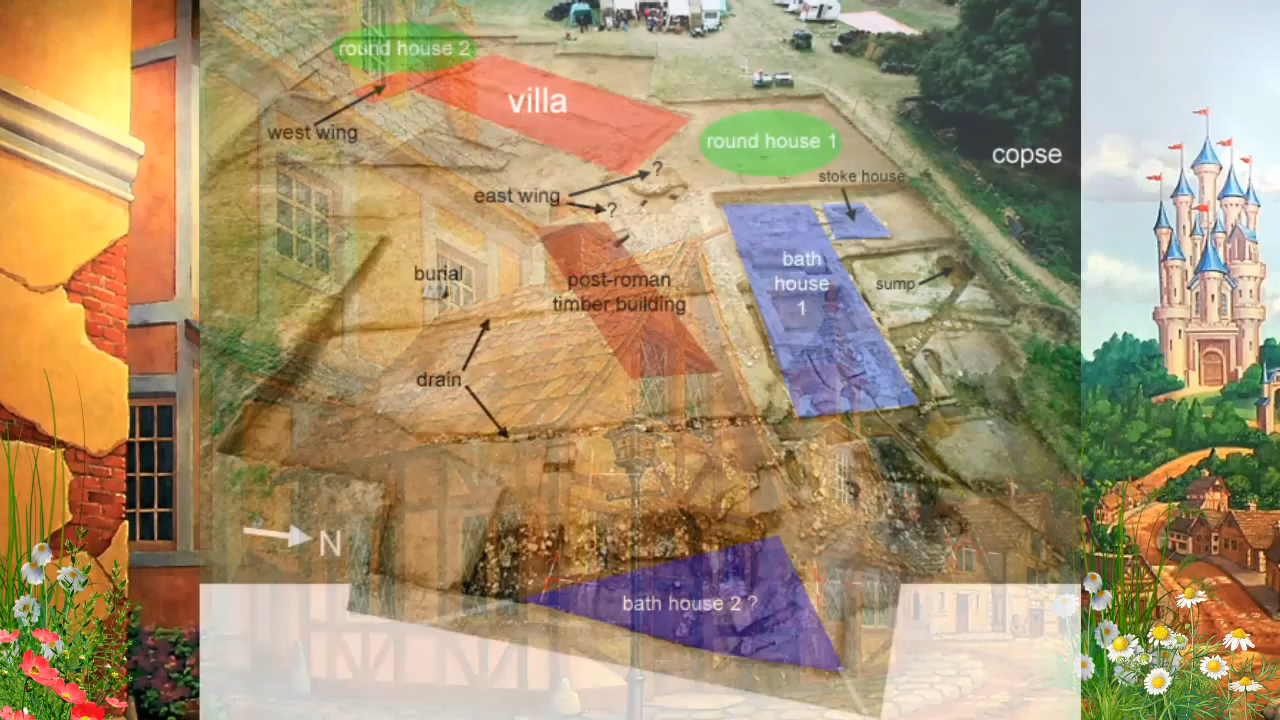 round house 2
villa
west wing
round house 1
copse
?
stoke house
east wing
?
bath
house
1
burial
post-roman
timber building
sump
drain
N
bath house 2 ?